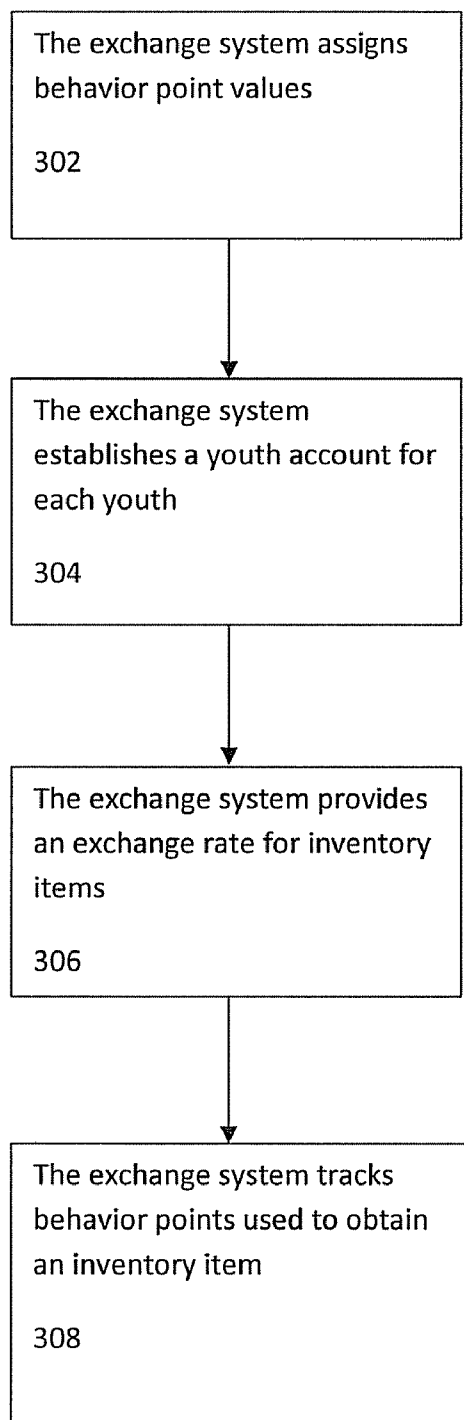 The exchange system assigns
behavior point values
302
The exchange system
establishes a youth account for
each youth
304
The exchange system provides
an exchange rate for inventory
items
306
The exchange system tracks
behavior points used to obtain
an inventory item
308